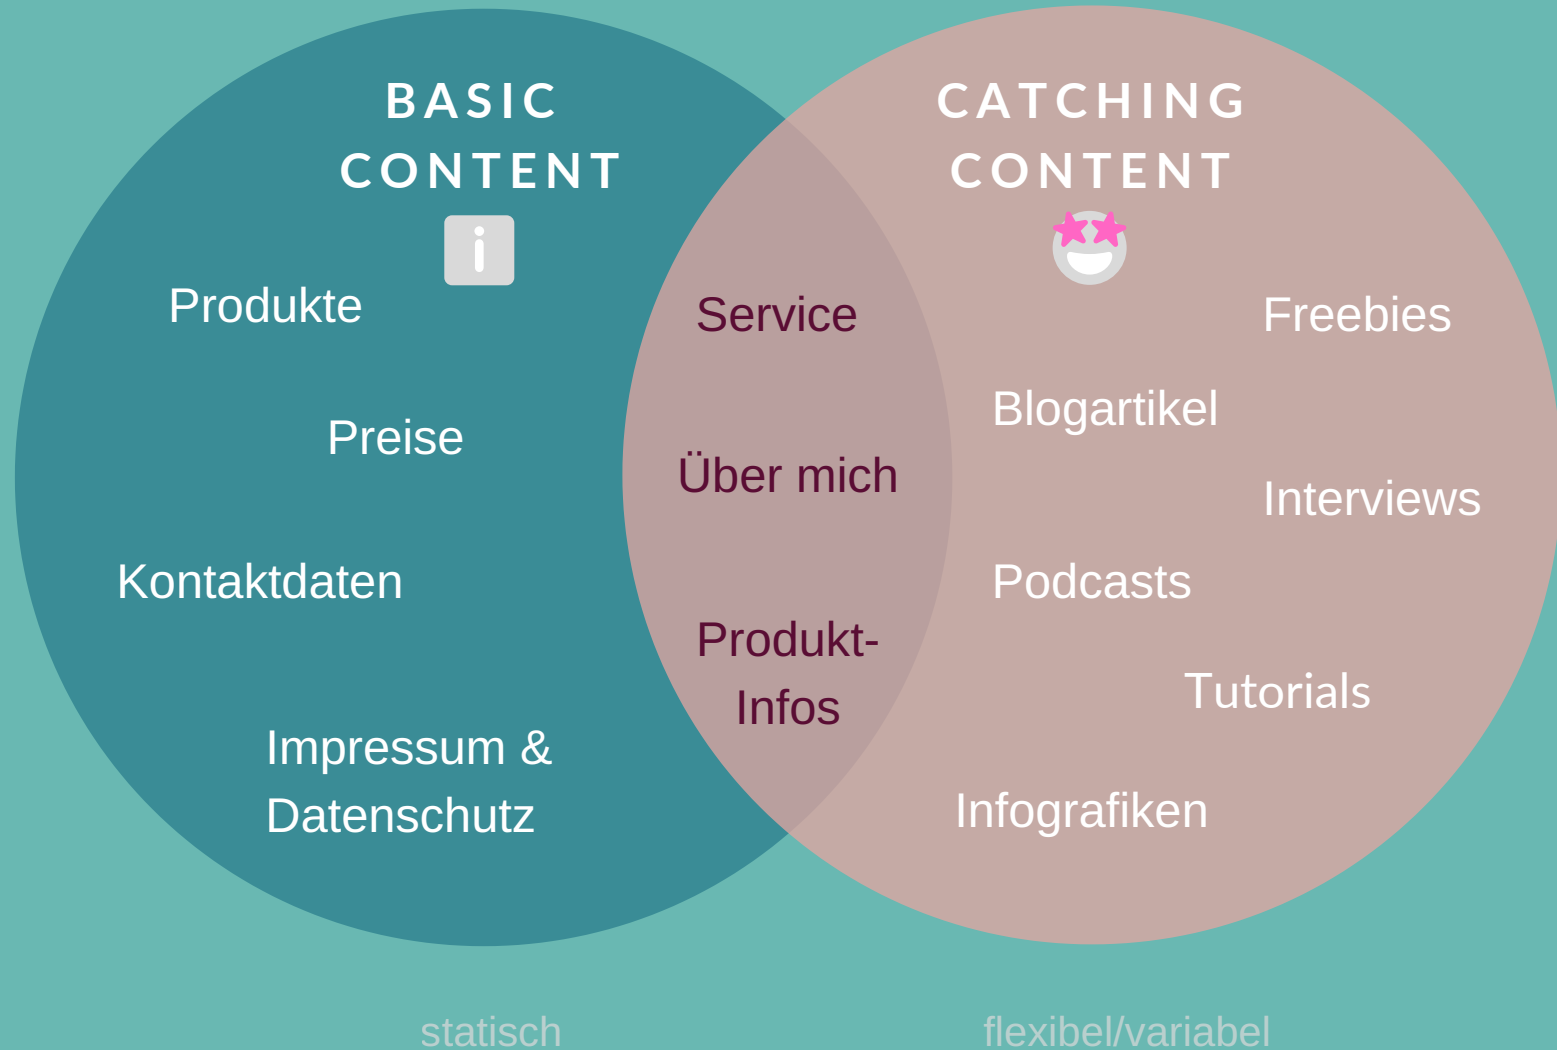 BASIC
CONTENT
i
Produkte
Preise
Kontaktdaten
Impressum &
Datenschutz
Service
Über mich
Produkt-
Infos
CATCHING
CONTENT
Freebies
Blogartikel
Interviews
Podcasts
Tutorials
Infografiken
statisch
flexibel/variabel